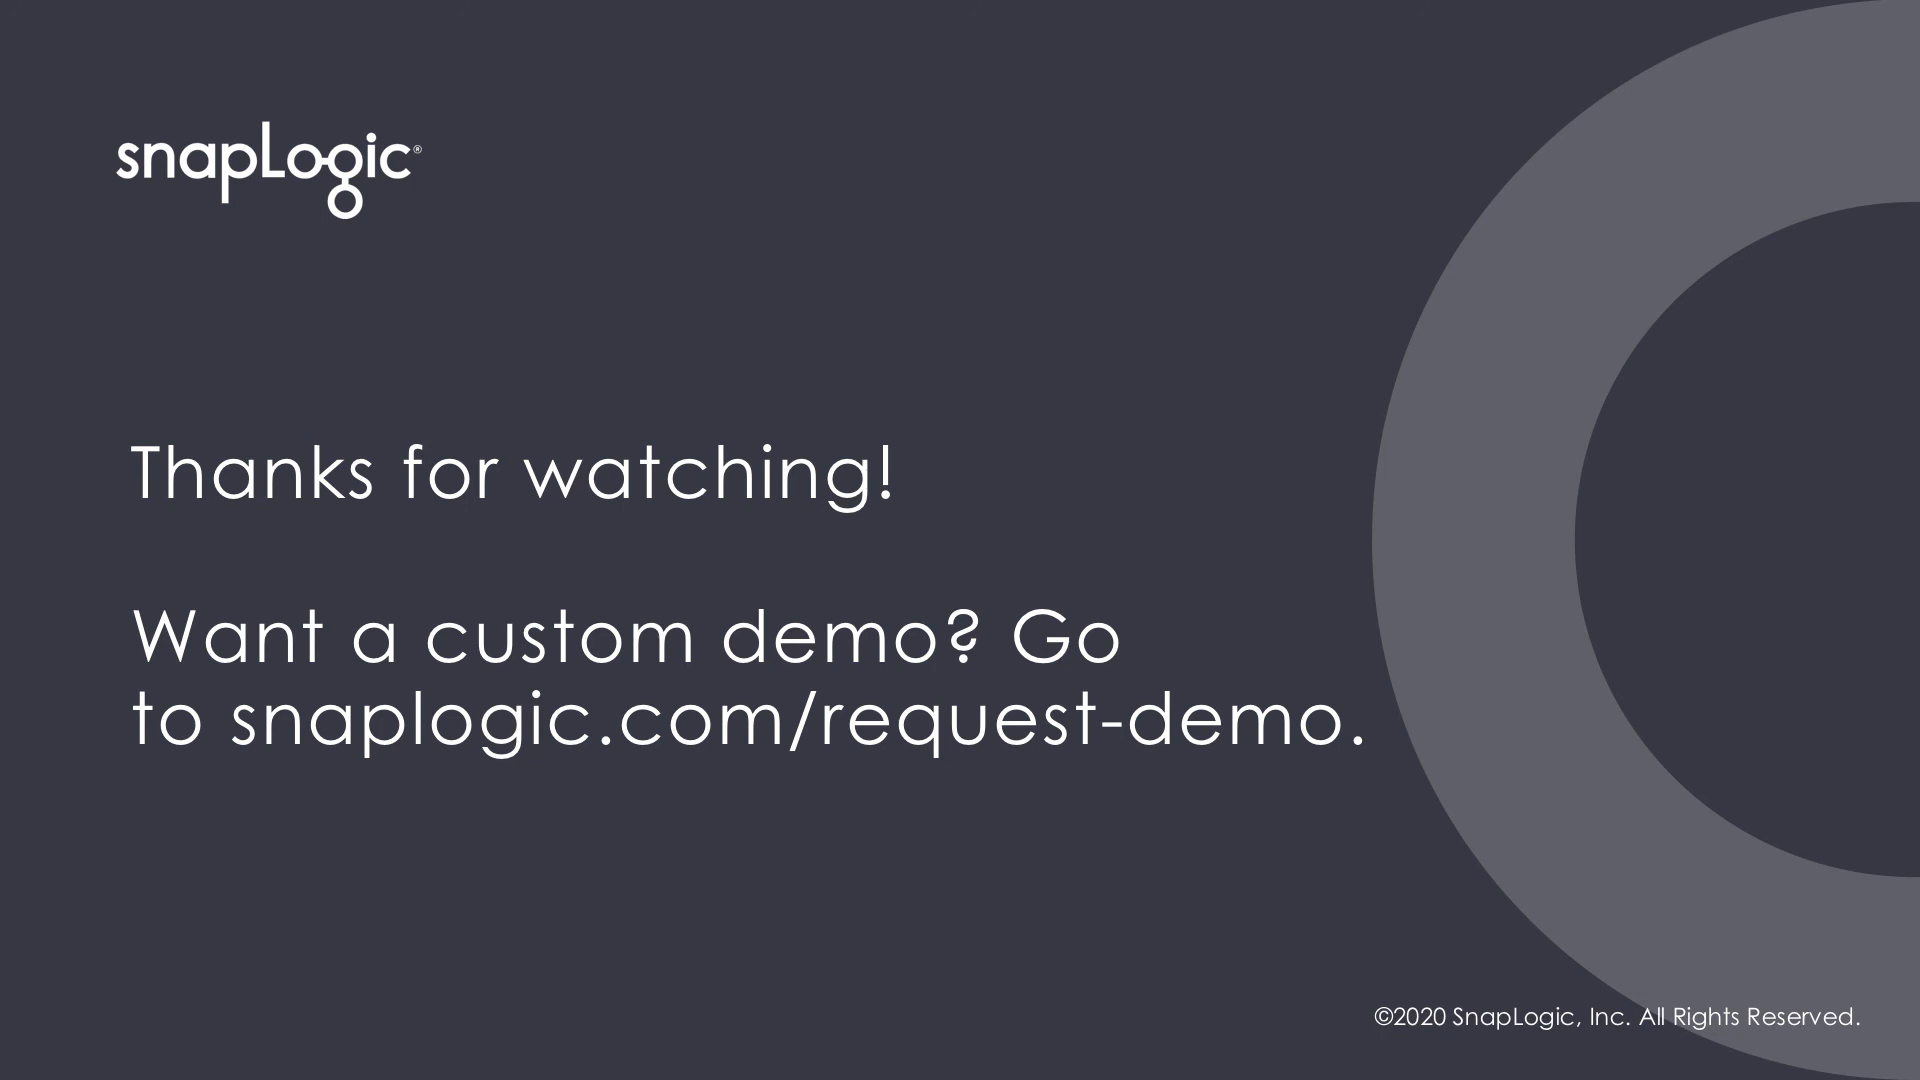 snapLogic®
Thanks for watching!
Want a custom demo? Go
to snaplogic.com/request-demo.
©2020 SnapLogic, Inc. All Rights Reserved.